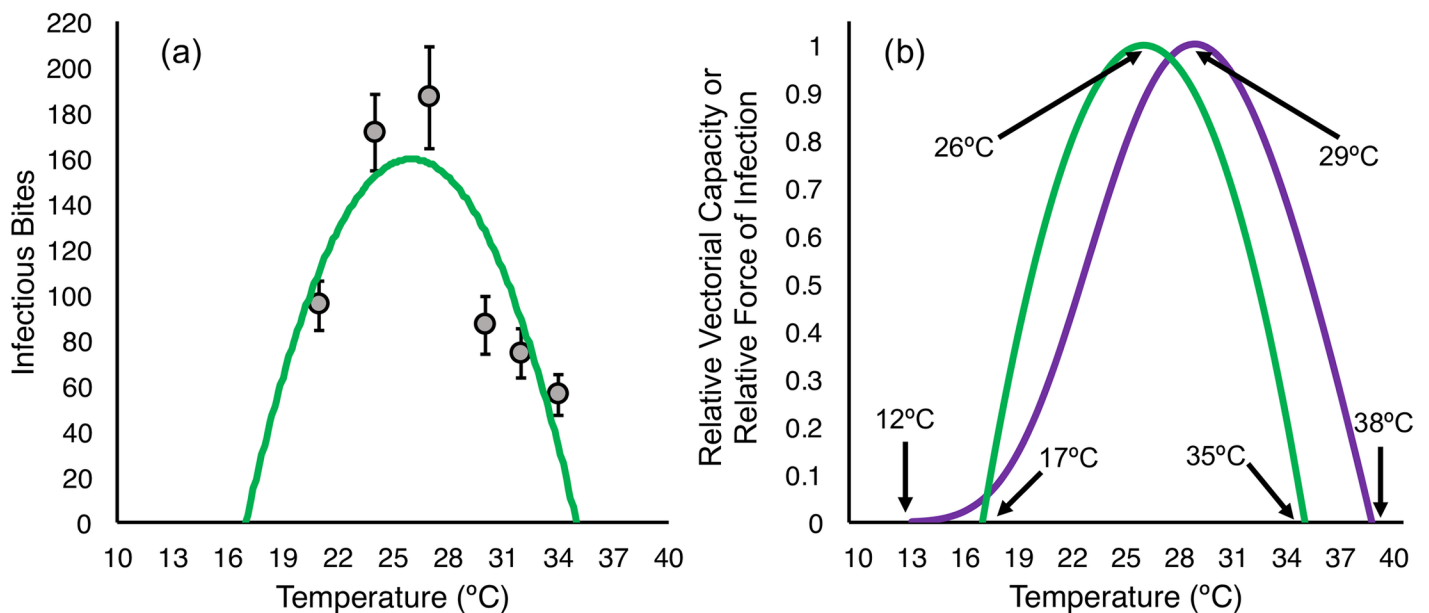 (a)
Infectious Bites
220
200
180
160
140
120
100
80
60
40
20
0
10 13 16 19 22 25 28 31 34 37 40
Temperature (ºC)
(b)
Relative Vectorial Capacity or
Relative Force of Infection
1
0.9
0.8
0.7
0.6
0.5
0.4
0.3
0.2
0.1
0
26ºC
29ºC
12ºC
38ºC
17ºC
35ºC
10 13 16 19 22 25 28 31 34 37 40
Temperature (ºC)